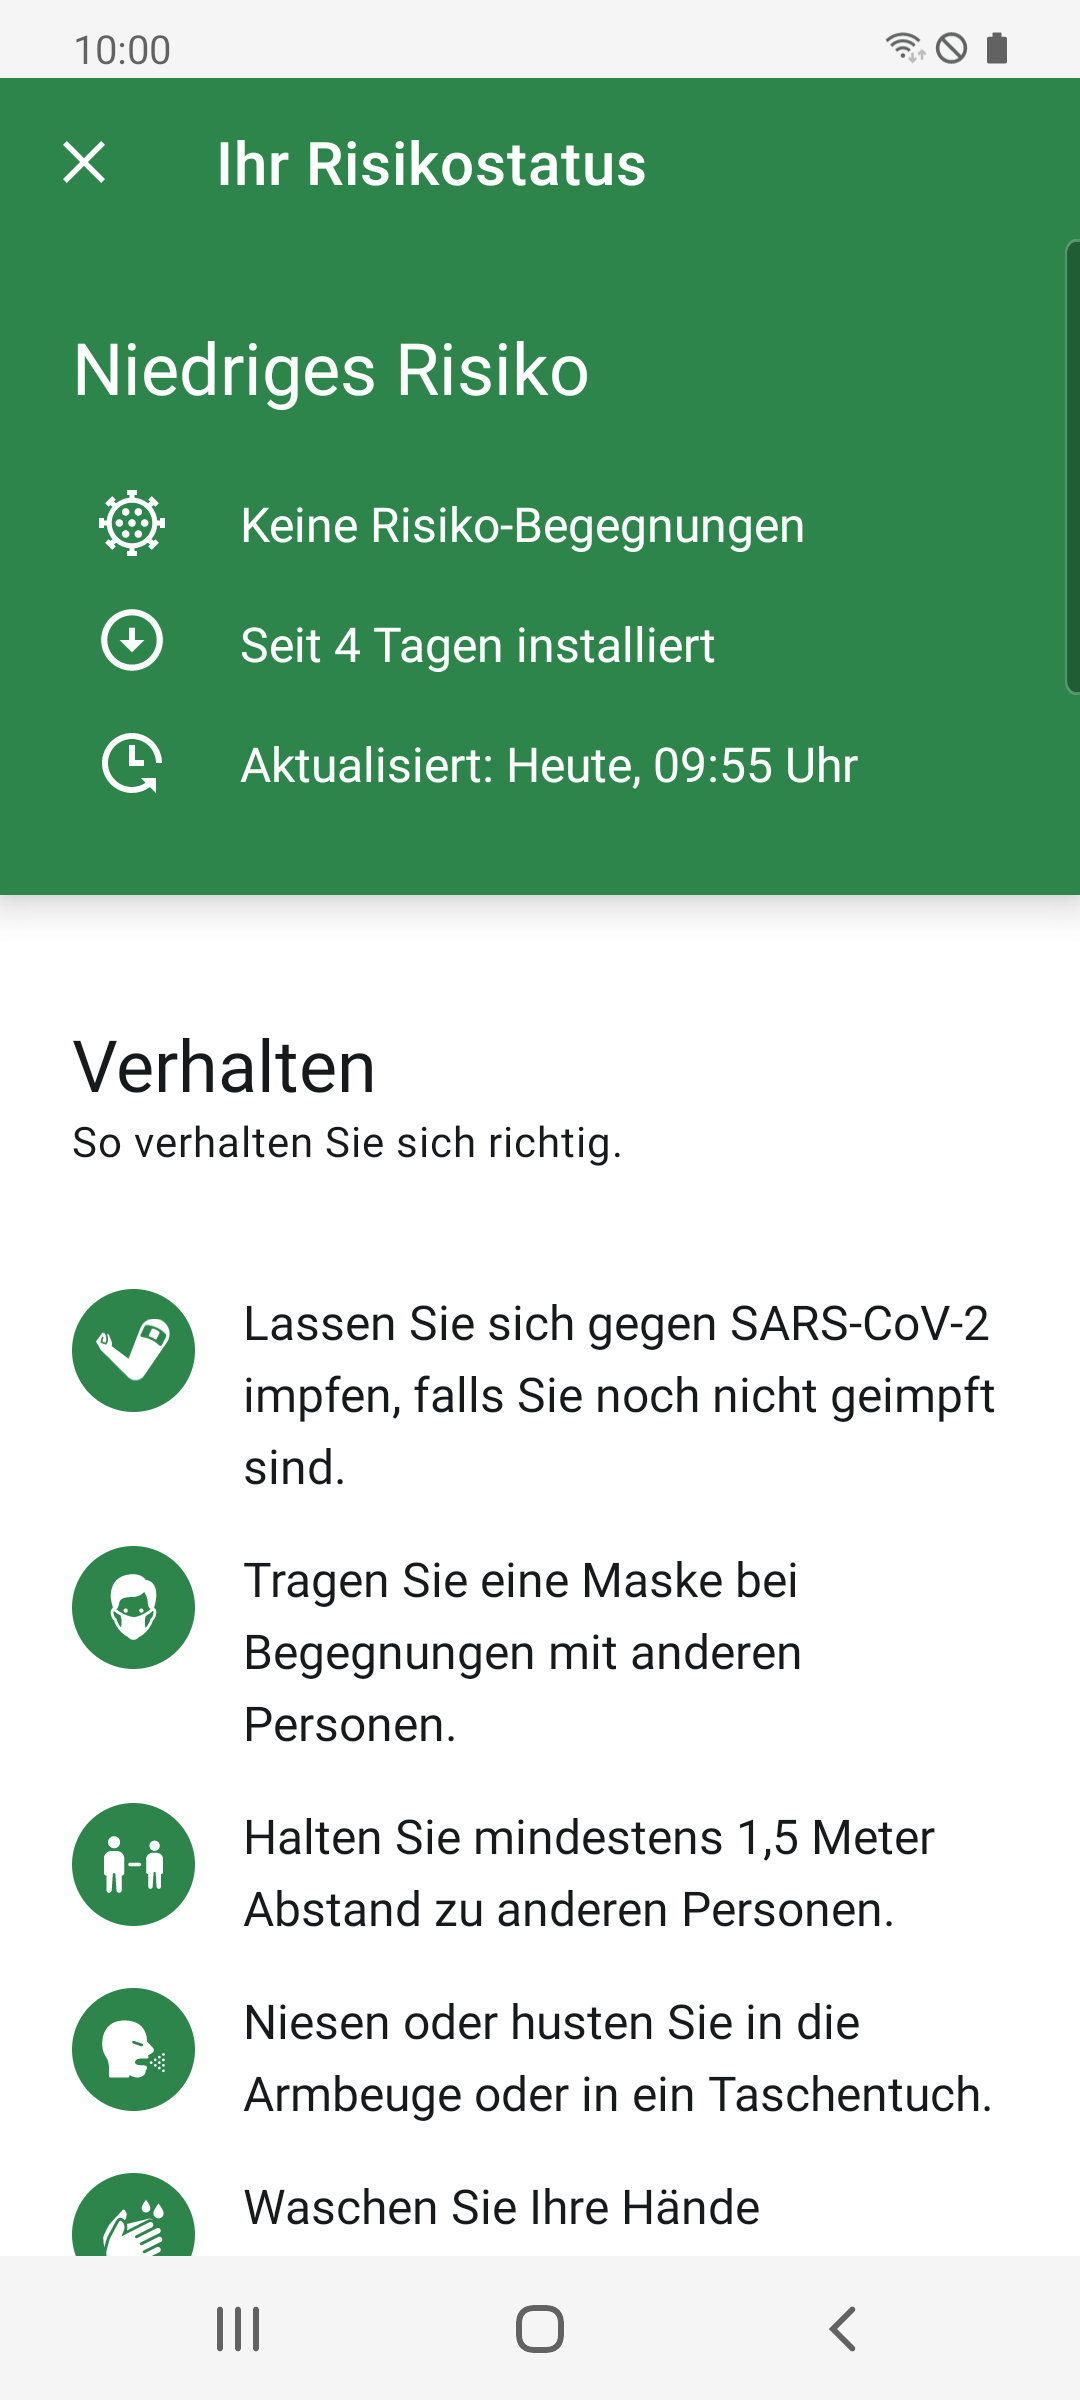 10:00
Ihr Risikostatus
Niedriges Risiko
Keine Risiko-Begegnungen
Seit 4 Tagen installiert
Aktualisiert: Heute, 09:55 Uhr
Verhalten
So verhalten Sie sich richtig.
Lassen Sie sich gegen SARS-CoV-2
impfen, falls Sie noch nicht geimpft
sind.
Tragen Sie eine Maske bei
Begegnungen mit anderen
Personen.
Halten Sie mindestens 1,5 Meter
Abstand zu anderen Personen.
Niesen oder husten Sie in die
Armbeuge oder in ein Taschentuch.
Waschen Sie Ihre Hände